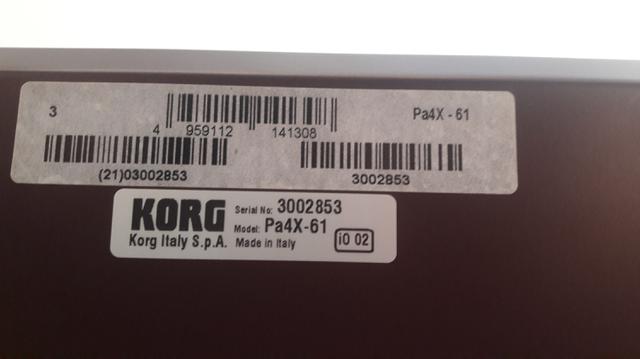 3
Pa4X - 61
4 959112 141308
(21)03002853
3002853
KORG
Serial No: 3002853
Model: Pa4X-61
Korg Italy S.p.A. Made in Italy
i0 02